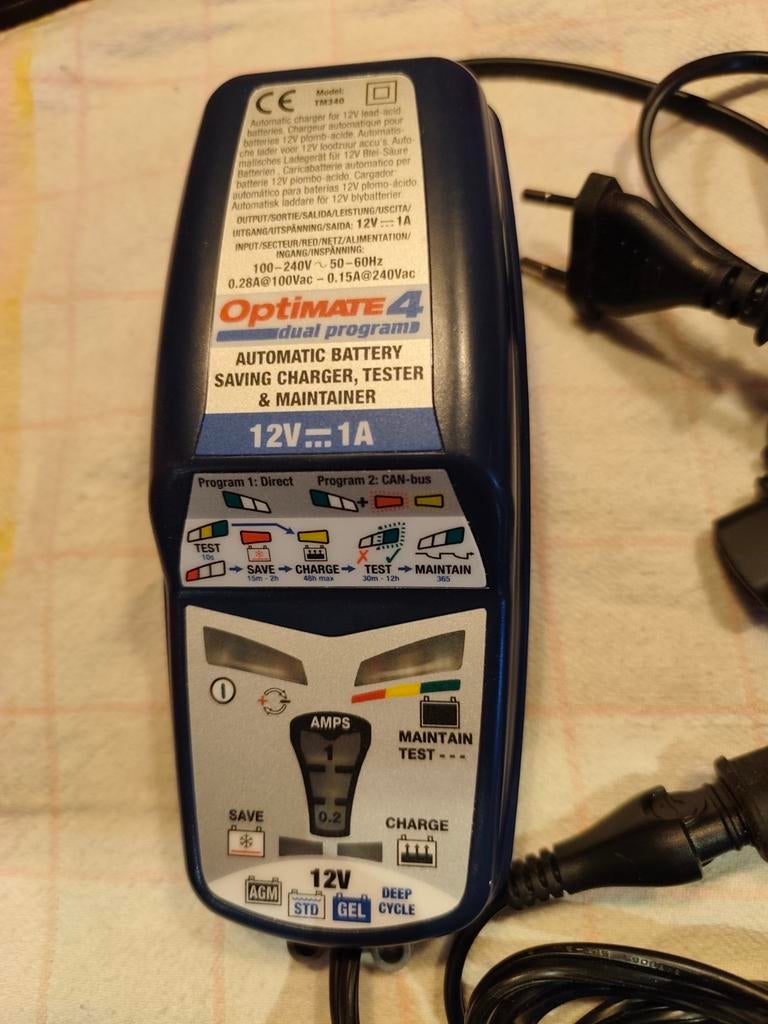 CE
Model:
TM340
Automatic charger for 12V lead-acid
batteries. Chargeur automatique pour
batteries 12V plomb-acide. Automatis-
che lader voor 12V loodzuur accu's. Auto-
matisches Ladegerät für 12V Blei-Säure
Batterien. Caricabatterie automatico per
batterie 12V piombo-acido. Cargador
automático para baterías 12V plomo-ácido.
Automatisk laddare för 12V blybatterier.
OUTPUT/SORTIE/SALIDA/LEISTUNG/USCITA/
UITGANG/UTSPÄNNING/SAIDA: 12V⎓1A
INPUT/SECTEUR/RED/NETZ/ALIMENTATION/
INGANG/INSPÄNNING:
100–240V ~ 50–60Hz
0.28A@100Vac – 0.15A@240Vac
OptiMATE 4
dual program
AUTOMATIC BATTERY
SAVING CHARGER, TESTER
& MAINTAINER
12V⎓1A
Program 1: Direct
Program 2: CAN-bus
+
TEST
10s
SAVE
15m - 2h
CHARGE
48h max
TEST
30m - 12h
MAINTAIN
365
AMPS
1
0.2
MAINTAIN
TEST - - -
SAVE
CHARGE
12V
AGM
STD
GEL
DEEP
CYCLE